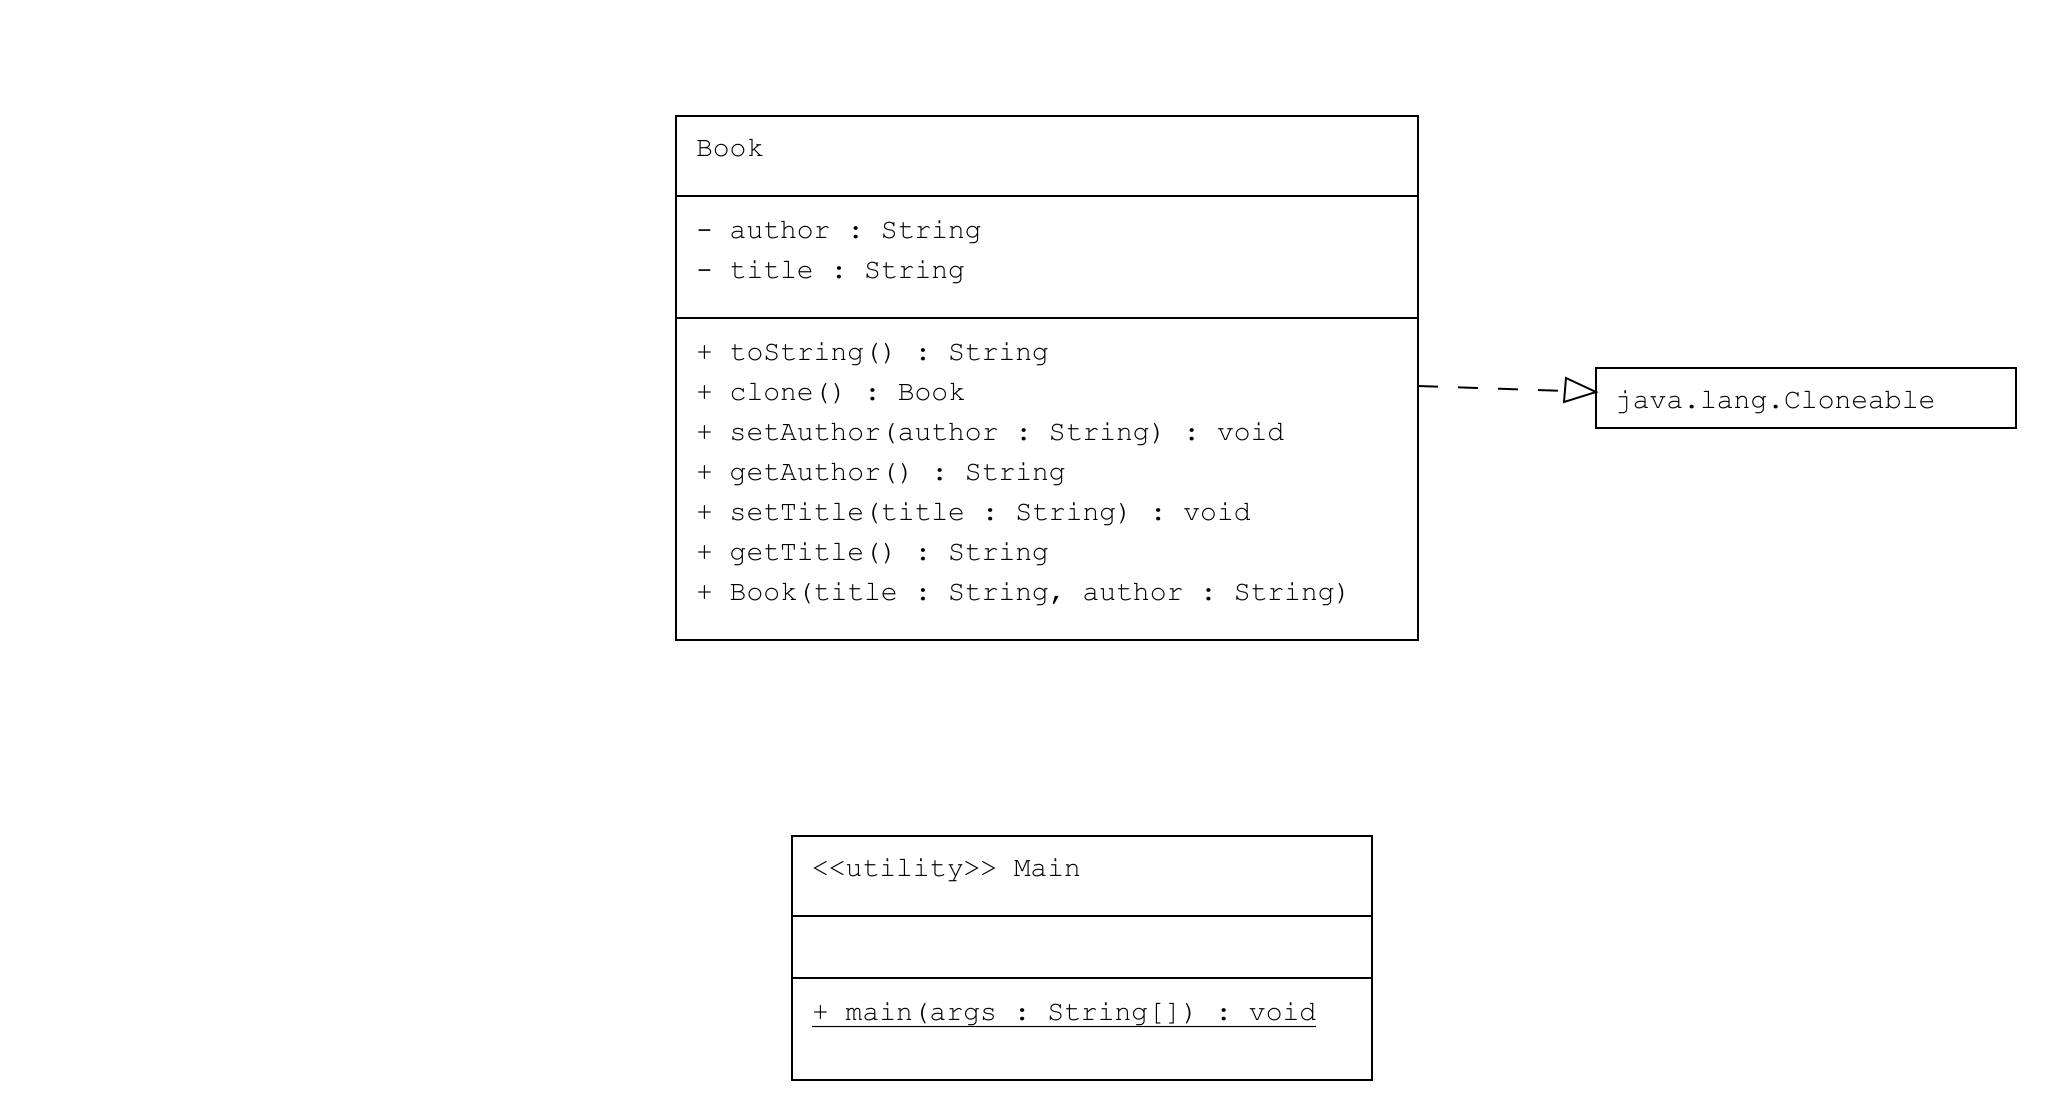 Book
- author : String
- title : String
+ toString() : String
+ clone() : Book
+ setAuthor(author : String) : void
+ getAuthor() : String
+ setTitle(title : String) : void
+ getTitle() : String
+ Book(title : String, author : String)
java.lang.Cloneable
<<utility>> Main
+ main(args : String[]) : void